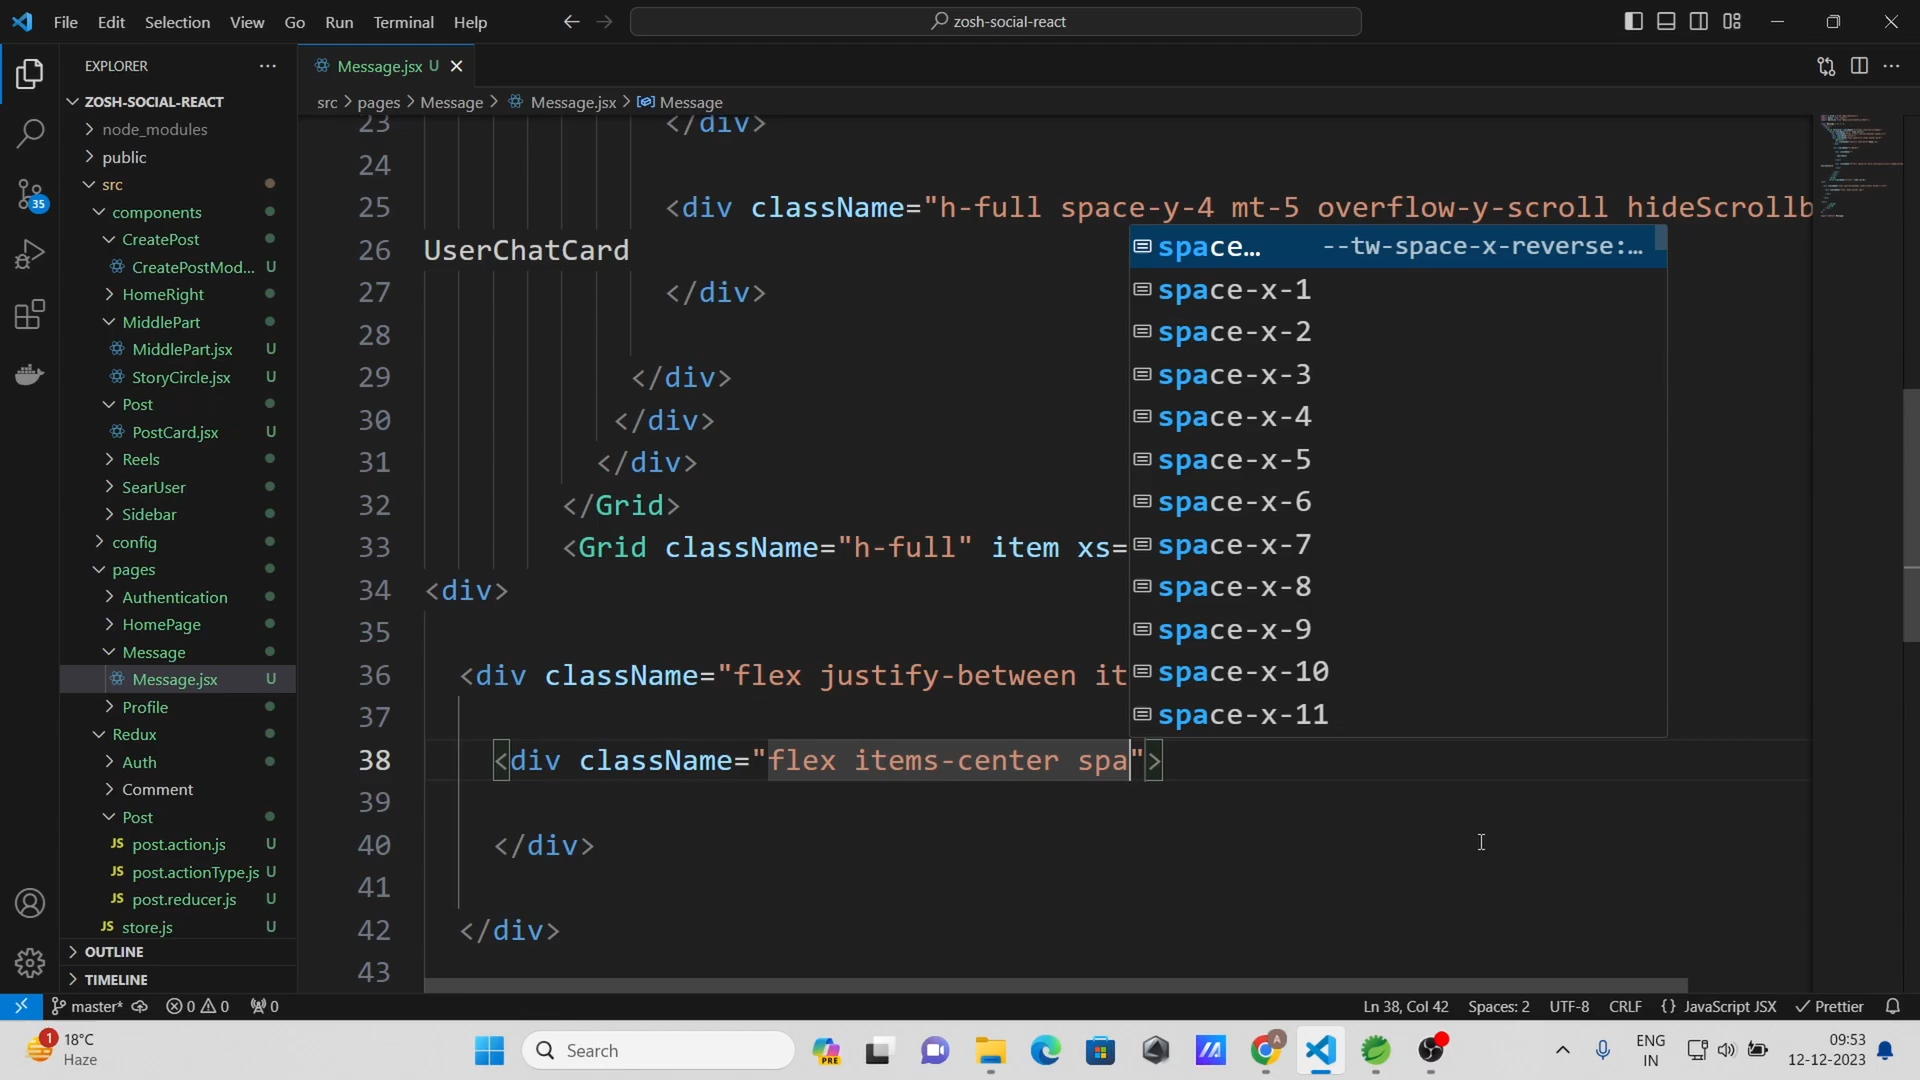 File Edit Selection View Go Run Terminal Help
zosh-social-react
EXPLORER
Message.jsx U
ZOSH-SOCIAL-REACT
src > pages > Message > Message.jsx > Message
node_modules
public
src
components
CreatePost
CreatePostMod... U
HomeRight
MiddlePart
MiddlePart.jsx U
StoryCircle.jsx U
Post
PostCard.jsx U
Reels
SearUser
Sidebar
config
pages
Authentication
HomePage
Message
Message.jsx U
Profile
Redux
Auth
Comment
Post
post.action.js U
post.actionType.js U
post.reducer.js U
store.js U
OUTLINE
TIMELINE
35
23 </div>
24
25 <div className="h-full space-y-4 mt-5 overflow-y-scroll hideScrollb
26 UserChatCard
27 </div>
28
29 </div>
30 </div>
31 </div>
32 </Grid>
33 <Grid className="h-full" item xs=
34 <div>
35
36 <div className="flex justify-between it
37
38 <div className="flex items-center spa">
39
40 </div>
41
42 </div>
43
space… --tw-space-x-reverse:…
space-x-1
space-x-2
space-x-3
space-x-4
space-x-5
space-x-6
space-x-7
space-x-8
space-x-9
space-x-10
space-x-11
master* 0 0 0 Ln 38, Col 42 Spaces: 2 UTF-8 CRLF {} JavaScript JSX Prettier
1 18°C
Haze
Search
PRE
A
ENG
IN
09:53
12-12-2023